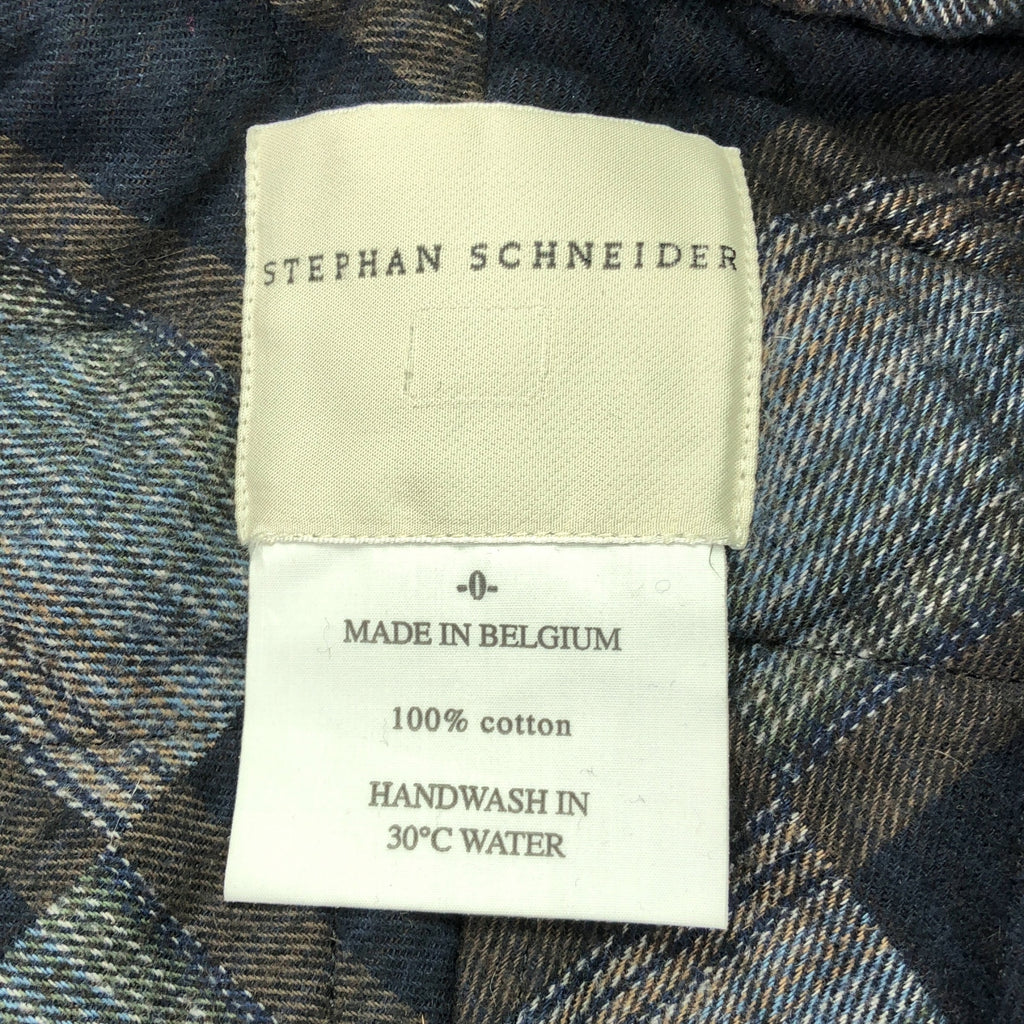 STEPHAN SCHNEIDER
-0-
MADE IN BELGIUM
100% cotton
HANDWASH IN
30°C WATER